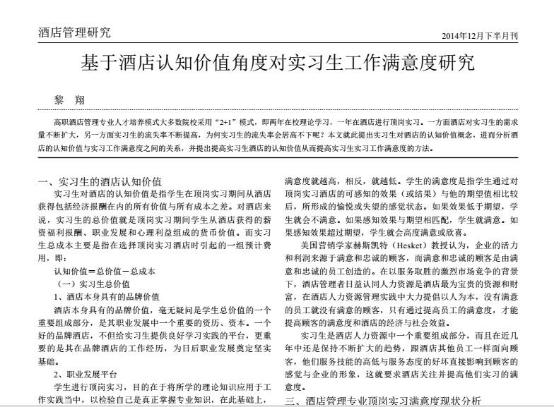 酒店管理研究
2014年12月下半月刊
基于酒店认知价值角度对实习生工作满意度研究
黎 翔
高职酒店管理专业人才培养模式大多数院校采用“2+1”模式，即两年在校理论学习，一年在酒店进行顶岗实习。一方面酒店对实习生的需求
量不断扩大，另一方面实习生的流失率不断提高，为何实习生的流失率会居高不下呢？本文就此提出实习生对酒店的认知价值概念，进而分析酒
店的认知价值与实习工作满意度之间的关系，并提出提高实习生酒店的认知价值从而提高实习生实习工作满意度的方法。
一、实习生的酒店认知价值
实习生对酒店的认知价值是指学生在顶岗实习期间从酒店
获得包括经济报酬在内的所有价值与所有成本之差。对酒店来
说，实习生的总价值就是顶岗实习期间学生从酒店获得的薪
资福利报酬、职业发展和心理利益组成的货币价值。而实习
生总成本主要是指在选择顶岗实习酒店时引起的一组预计费
用，即：
认知价值＝总价值－总成本
（一）实习生总价值
1、酒店本身具有的品牌价值
酒店本身具有的品牌价值，毫无疑问是学生总价值的一个
重要组成部分，是其职业发展中一个重要的资历、资本。一个
好的品牌酒店，不但给实习生提供良好学习实践的平台，更重
要的是其在品牌酒店的工作经历，为日后职业发展奠定坚实
基础。
2、职业发展平台
学生进行顶岗实习，目的在于将所学的理论知识应用于工
作实践当中，以检验自己是真正掌握专业知识，在此基础上，
满意度就越高，相反，就越低。学生的满意度是指学生通过对
顶岗实习酒店的可感知的效果（或结果）与他的期望值相比较
后，所形成的愉悦或失望的感觉状态。如果效果低于期望，学
生就会不满意。如果感知效果与期望相匹配，学生就满意。如
果感知效果超过期望，学生就会高度满意或欣喜。
美国营销学家赫斯凯特（Hesket）教授认为，企业的活力
和利润来源于满意和忠诚的顾客，而满意和忠诚的顾客是由满
意和忠诚的员工创造的。在以服务取胜的激烈市场竞争的背景
下，酒店管理者日益认同人力资源是酒店最为宝贵的资源和财
富，在酒店人力资源管理实践中大力提倡以人为本，没有满意
的员工就没有满意的顾客，只有通过提高员工的满意度，才能
提高顾客的满意度和酒店的经济与社会效益。
实习生是酒店人力资源中一个重要组成部分，而且在近几
年中还是保持不断扩大的趋势，跟酒店其他员工一样面向顾
客，他们服务技能的高低与服务态度的好坏直接影响到顾客的
感觉与企业的形象，这就要求酒店关注并提高他们实习的满
意度。
三、酒店管理专业顶岗实习满意度现状分析